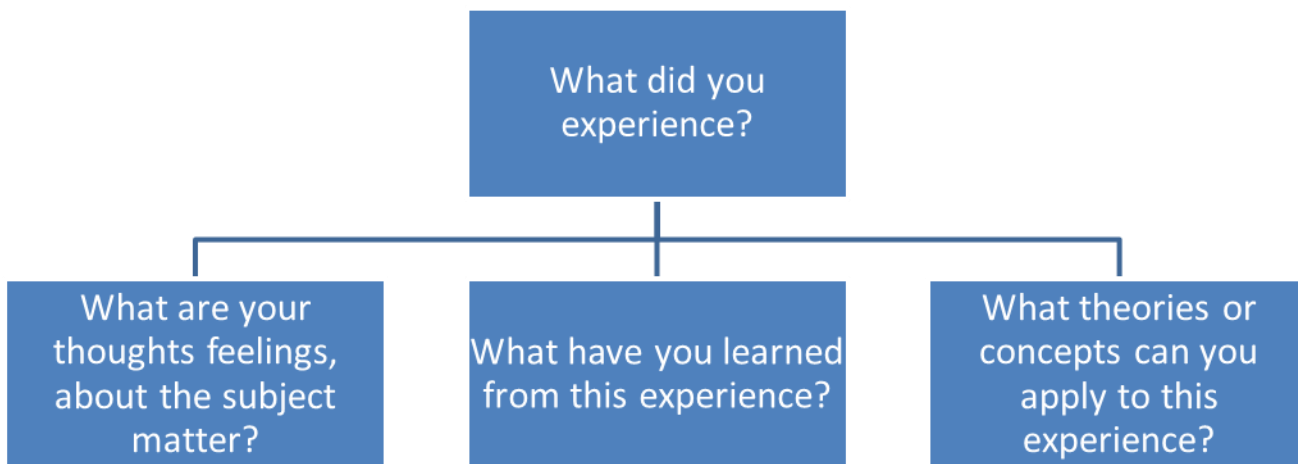 What did you
experience?
What are your
thoughts feelings,
about the subject
matter?
What have you learned
from this experience?
What theories or
concepts can you
apply to this
experience?